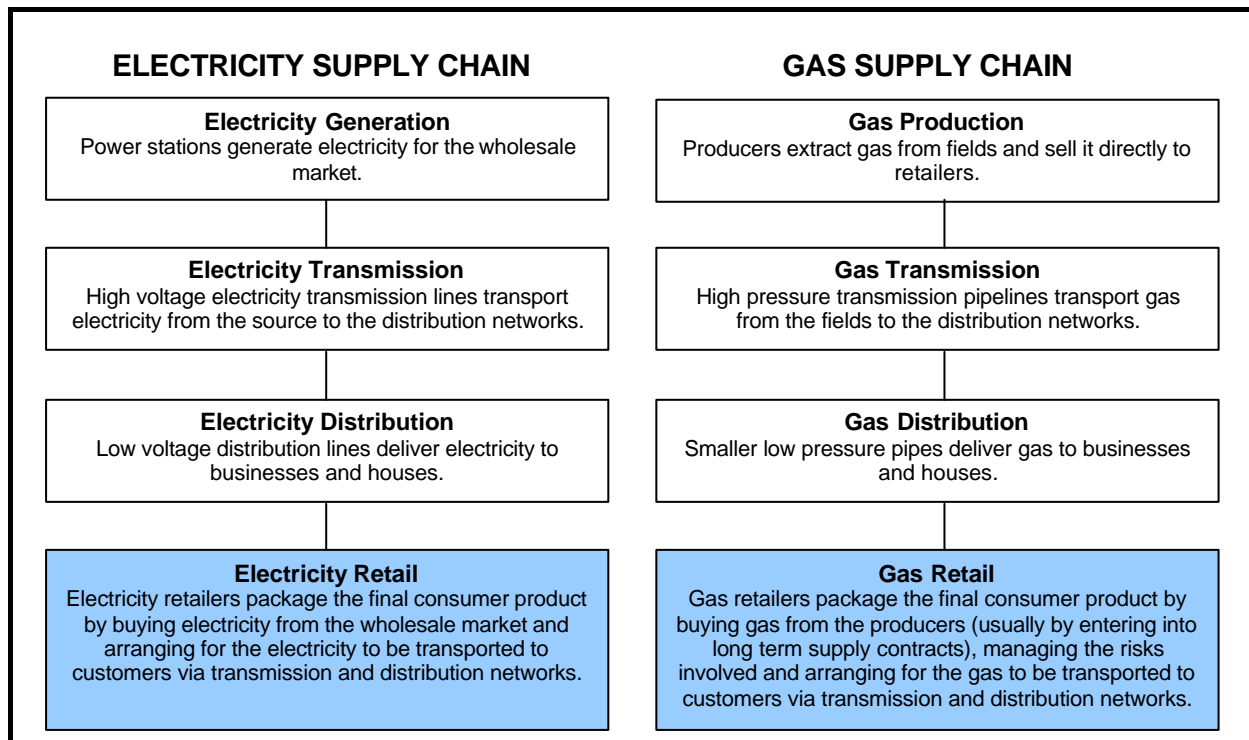 ELECTRICITY SUPPLY CHAIN
Electricity Generation
Power stations generate electricity for the wholesale
market.
Electricity Transmission
High voltage electricity transmission lines transport
electricity from the source to the distribution networks.
Electricity Distribution
Low voltage distribution lines deliver electricity to
businesses and houses.
Electricity Retail
Electricity retailers package the final consumer product
by buying electricity from the wholesale market and
arranging for the electricity to be transported to
customers via transmission and distribution networks.
GAS SUPPLY CHAIN
Gas Production
Producers extract gas from fields and sell it directly to
retailers.
Gas Transmission
High pressure transmission pipelines transport gas
from the fields to the distribution networks.
Gas Distribution
Smaller low pressure pipes deliver gas to businesses
and houses.
Gas Retail
Gas retailers package the final consumer product by
buying gas from the producers (usually by entering into
long term supply contracts), managing the risks
involved and arranging for the gas to be transported to
customers via transmission and distribution networks.